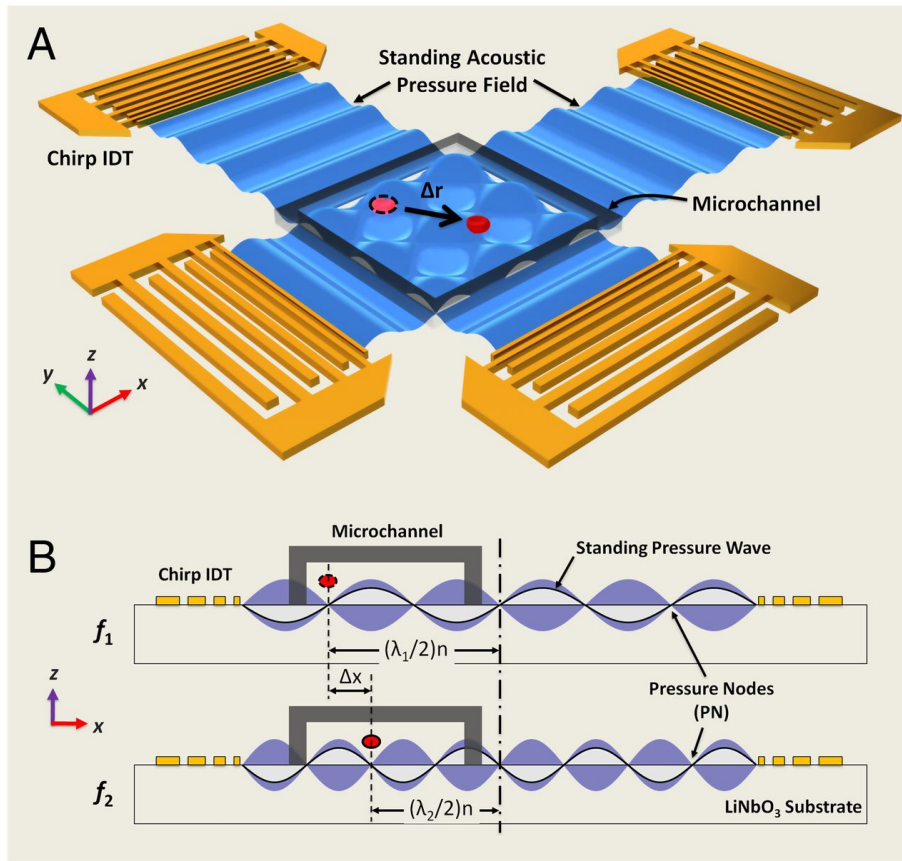 A
Standing Acoustic
Pressure Field
Chirp IDT
Δr
Microchannel
z
y
x
B
Microchannel
Standing Pressure Wave
Chirp IDT
f₁
(λ₁/2)n
Δx
Pressure Nodes
(PN)
z
x
f₂
(λ₂/2)n
LiNbO₃ Substrate